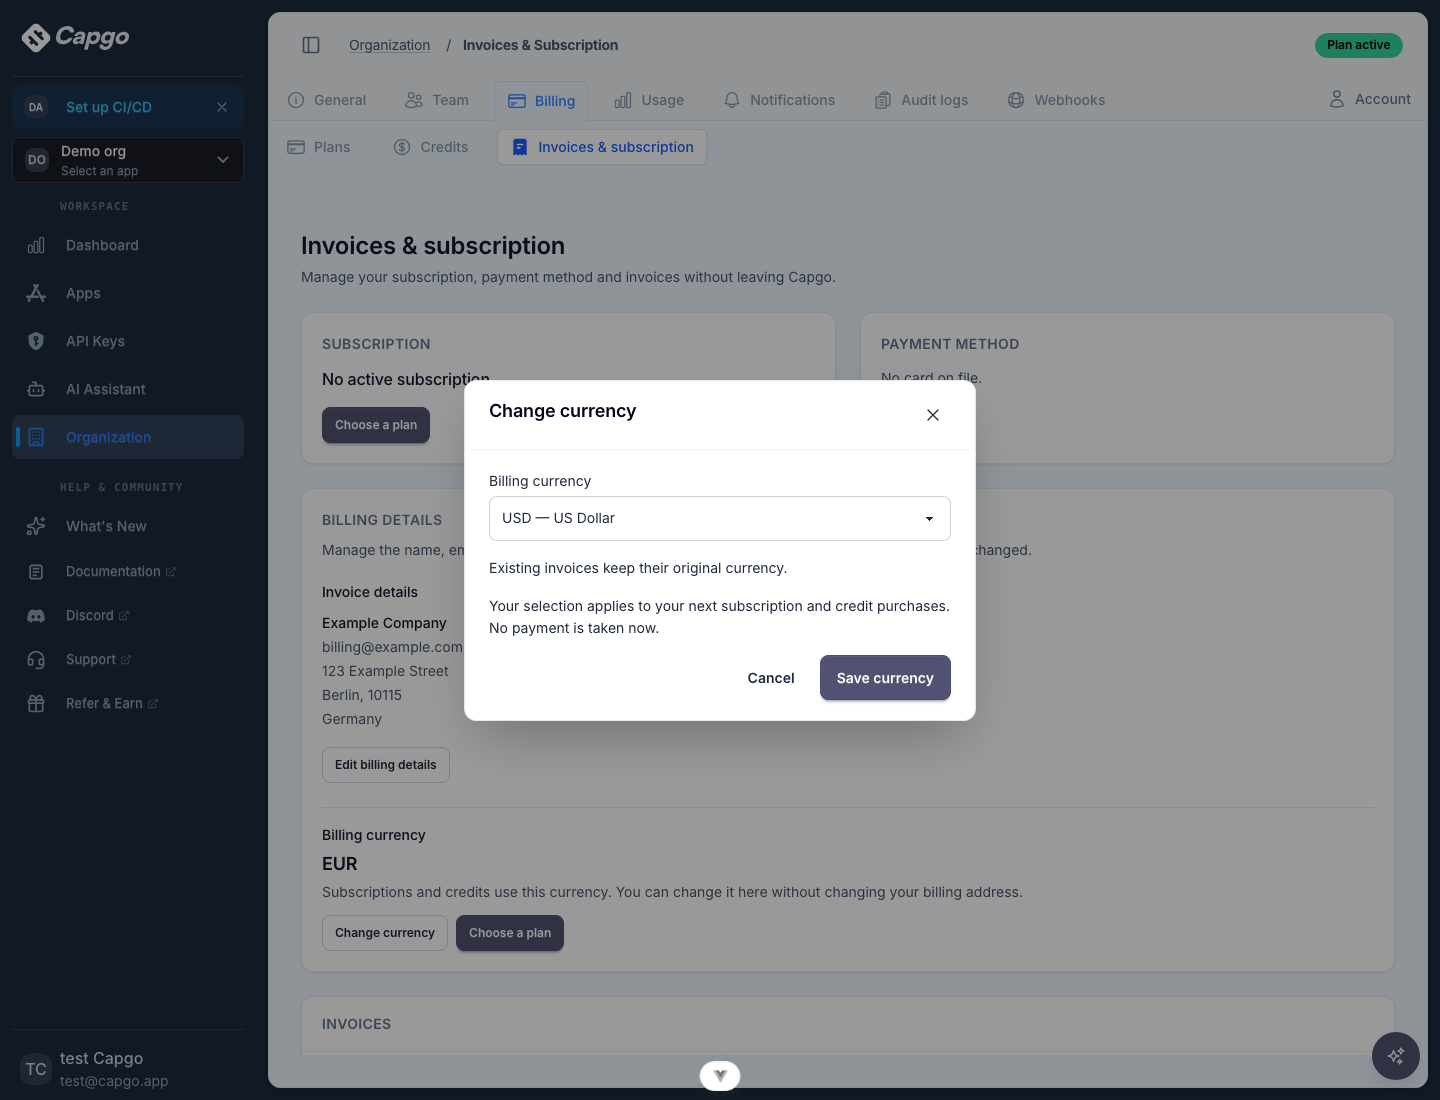 Capgo
DA
Set up CI/CD
DO
Demo org
Select an app
WORKSPACE
Dashboard
Apps
API Keys
AI Assistant
Organization
HELP & COMMUNITY
What's New
Documentation
Discord
Support
Refer & Earn
TC
test Capgo
test@capgo.app
Organization / Invoices & Subscription
Plan active
General
Team
Billing
Usage
Notifications
Audit logs
Webhooks
Account
Plans
Credits
Invoices & subscription
Invoices & subscription
Manage your subscription, payment method and invoices without leaving Capgo.
SUBSCRIPTION
No active subscription
Choose a plan
PAYMENT METHOD
No card on file.
BILLING DETAILS
Manage the name, em
changed.
Invoice details
Example Company
billing@example.com
123 Example Street
Berlin, 10115
Germany
Edit billing details
Billing currency
EUR
Subscriptions and credits use this currency. You can change it here without changing your billing address.
Change currency
Choose a plan
INVOICES
Change currency
Billing currency
USD — US Dollar
Existing invoices keep their original currency.
Your selection applies to your next subscription and credit purchases.
No payment is taken now.
Cancel
Save currency